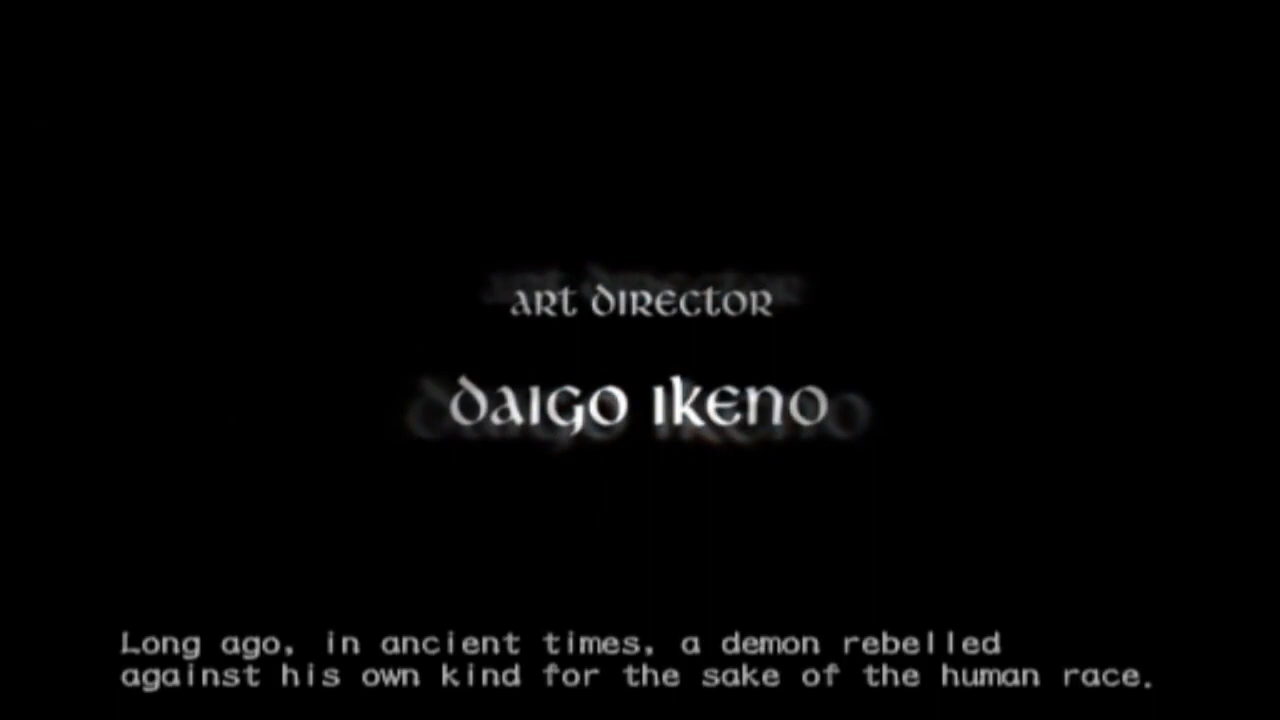 ART DIRECTOR
DAIGO IKENO
Long ago, in ancient times, a demon rebelled
against his own kind for the sake of the human race.